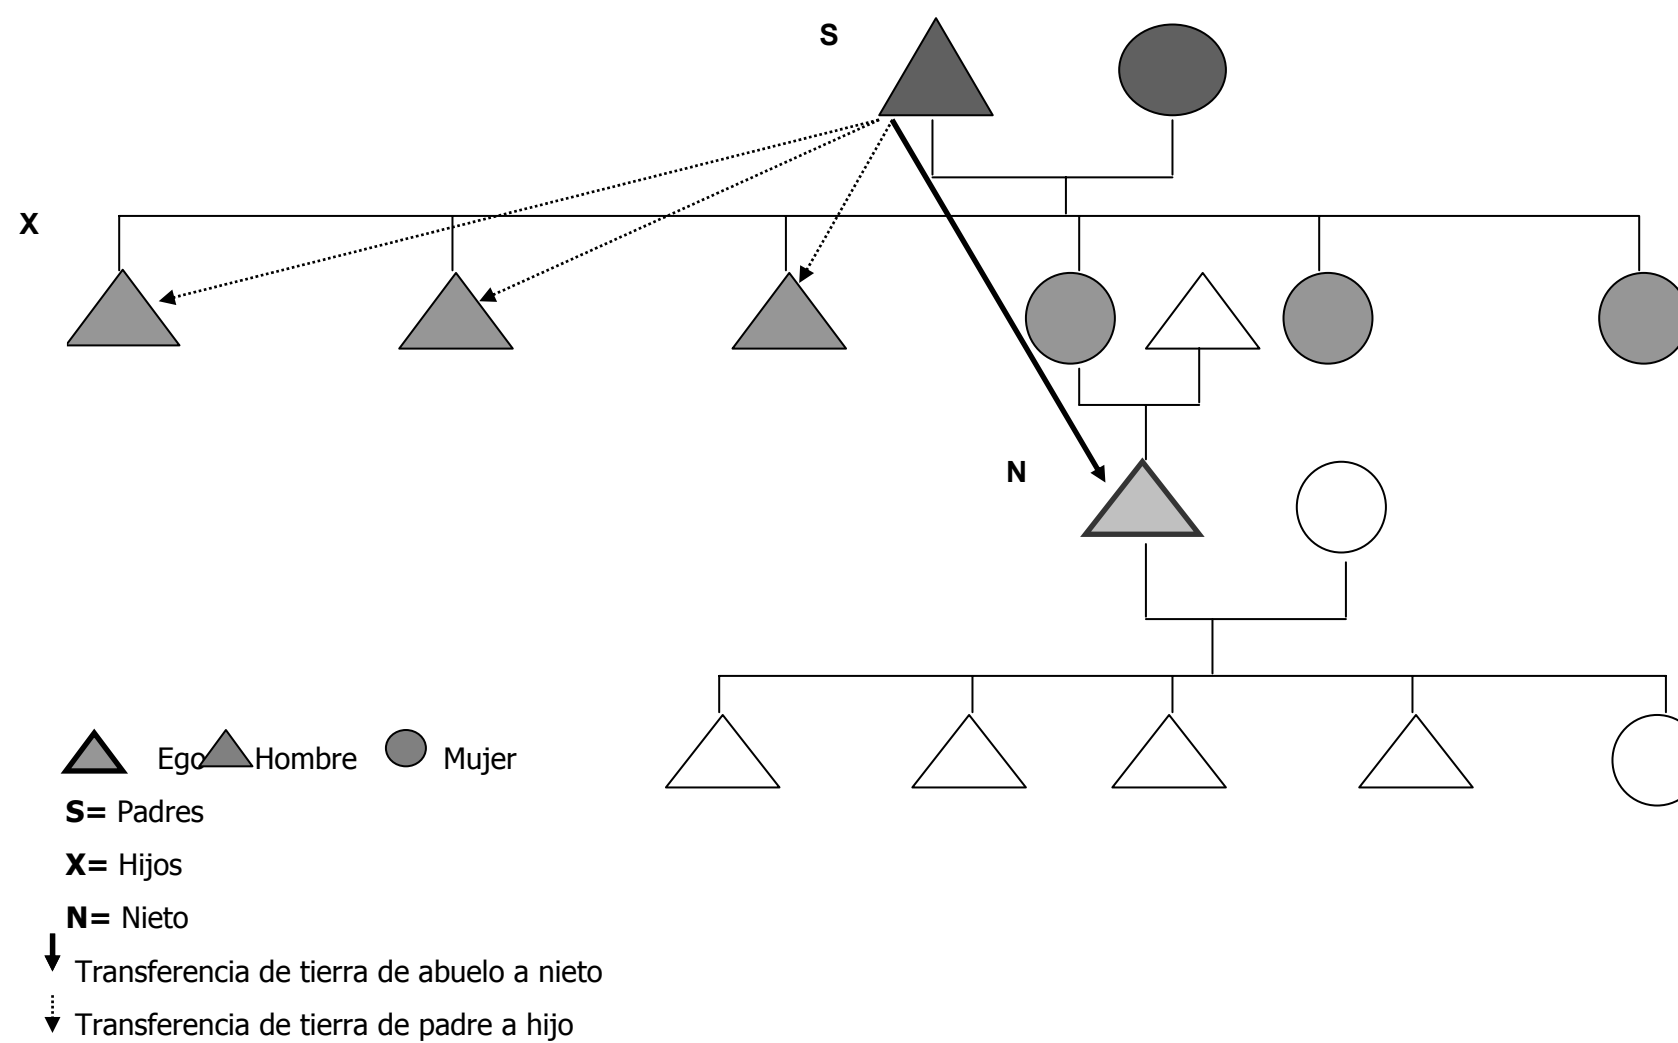 S
X
N
Ego Hombre Mujer
S= Padres
X= Hijos
N= Nieto
Transferencia de tierra de abuelo a nieto
Transferencia de tierra de padre a hijo